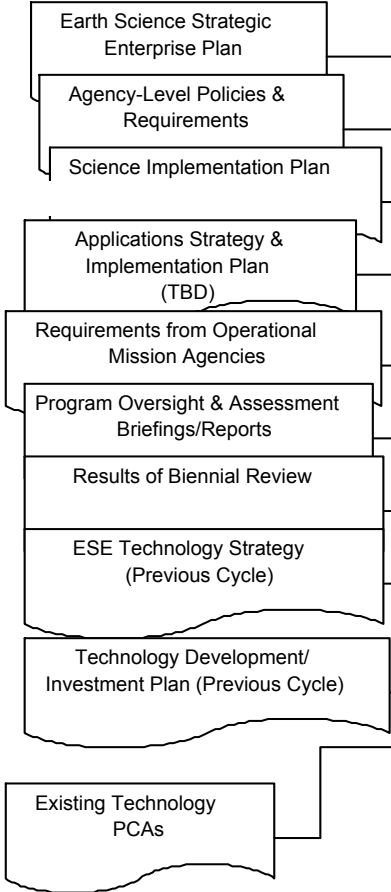 Earth Science Strategic
Enterprise Plan
Agency-Level Policies &
Requirements
Science Implementation Plan
Applications Strategy &
Implementation Plan
(TBD)
Requirements from Operational
Mission Agencies
Program Oversight & Assessment
Briefings/Reports
Results of Biennial Review
ESE Technology Strategy
(Previous Cycle)
Technology Development/
Investment Plan (Previous Cycle)
Existing Technology
PCAs